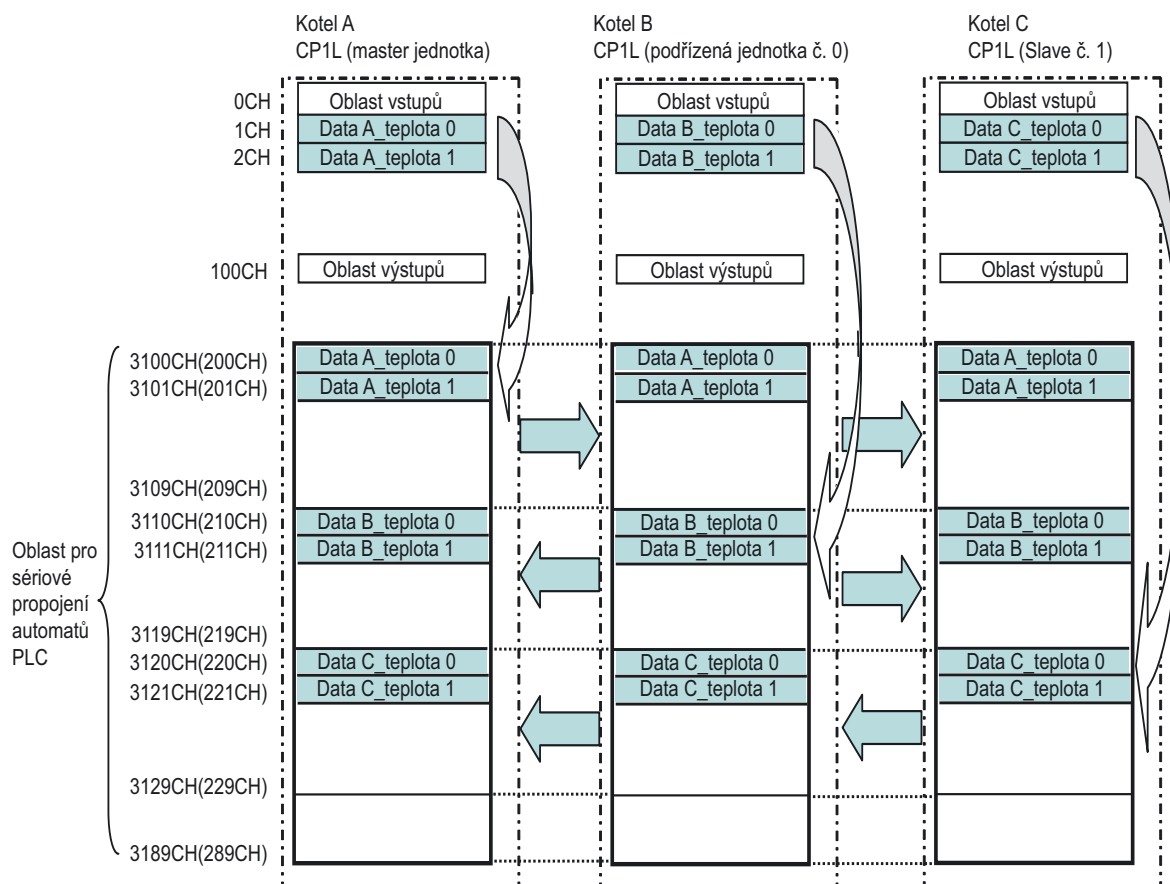 Kotel A
CP1L (master jednotka)
Kotel B
CP1L (podřízená jednotka č. 0)
Kotel C
CP1L (Slave č. 1)
0CH
Oblast vstupů
Oblast vstupů
Oblast vstupů
1CH
Data A_teplota 0
Data B_teplota 0
Data C_teplota 0
2CH
Data A_teplota 1
Data B_teplota 1
Data C_teplota 1
100CH
Oblast výstupů
Oblast výstupů
Oblast výstupů
3100CH(200CH)
Data A_teplota 0
Data A_teplota 0
Data A_teplota 0
3101CH(201CH)
Data A_teplota 1
Data A_teplota 1
Data A_teplota 1
3109CH(209CH)
3110CH(210CH)
Data B_teplota 0
Data B_teplota 0
Data B_teplota 0
3111CH(211CH)
Data B_teplota 1
Data B_teplota 1
Data B_teplota 1
Oblast pro
sériové
propojení
automatů
PLC
3119CH(219CH)
3120CH(220CH)
Data C_teplota 0
Data C_teplota 0
Data C_teplota 0
3121CH(221CH)
Data C_teplota 1
Data C_teplota 1
Data C_teplota 1
3129CH(229CH)
3189CH(289CH)